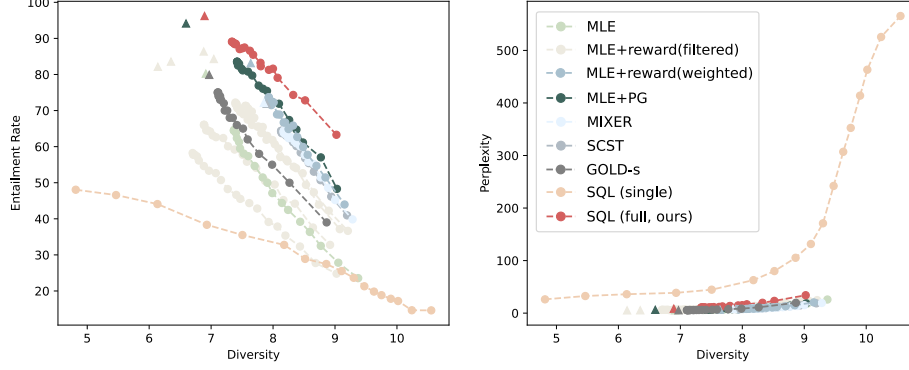 100
90
80
70
60
50
40
30
20
Entailment Rate
5 6 7 8 9 10
Diversity
500
400
300
200
100
0
Perplexity
5 6 7 8 9 10
Diversity
MLE
MLE+reward(filtered)
MLE+reward(weighted)
MLE+PG
MIXER
SCST
GOLD-s
SQL (single)
SQL (full, ours)